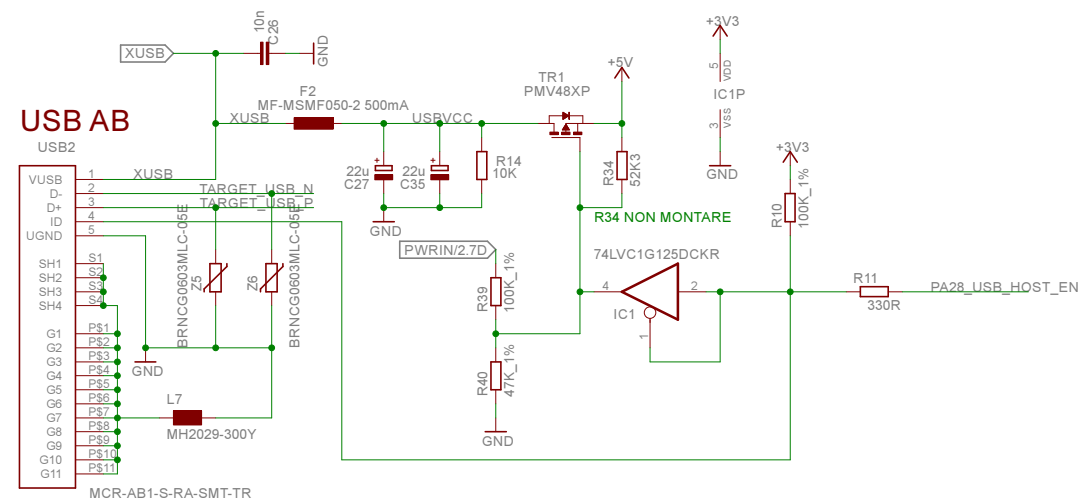 10n
C26
XUSB
GND
+3V3
5
VDD
IC1P
3
VSS
GND
TR1
PMV48XP
+5V
F2
MF-MSMF050-2 500mA
USB AB
XUSB
USBVCC
USB2
22u
C27
22u
C35
R14
10K
R34
52K3
+3V3
R10
100K_1%
VUSB 1 XUSB
D- 2 TARGET_USB_N
D+ 3 TARGET_USB_P
ID 4
UGND 5
GND
R34 NON MONTARE
PWRIN/2.7D
74LVC1G125DCKR
SH1 S1
SH2 S2
SH3 S3
SH4 S4
Z5
BRNCG0603MLC-05E
Z6
BRNCG0603MLC-05E
R39
100K_1%
4
2
IC1
1
R11
330R
PA28_USB_HOST_EN
G1 P$1
G2 P$2
G3 P$3
G4 P$4
G5 P$5
G6 P$6
G7 P$7
G8 P$8
G9 P$9
G10 P$10
G11 P$11
GND
R40
47K_1%
L7
MH2029-300Y
GND
MCR-AB1-S-RA-SMT-TR